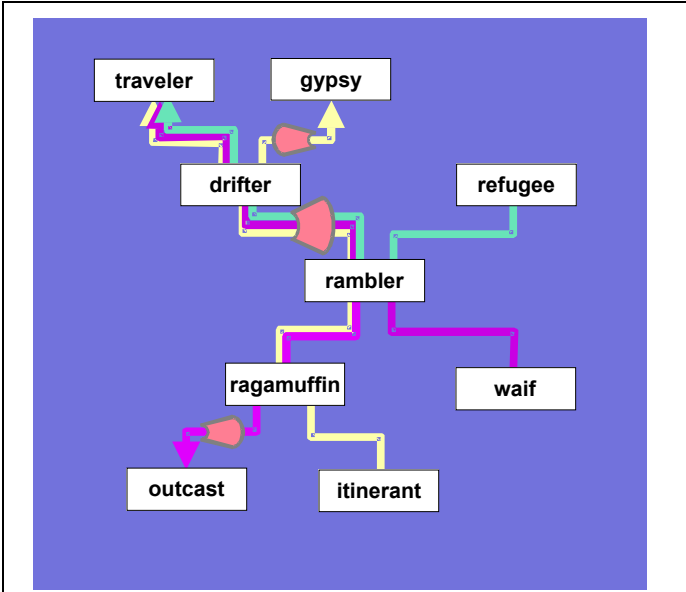 traveler
gypsy
drifter
refugee
rambler
ragamuffin
waif
outcast
itinerant